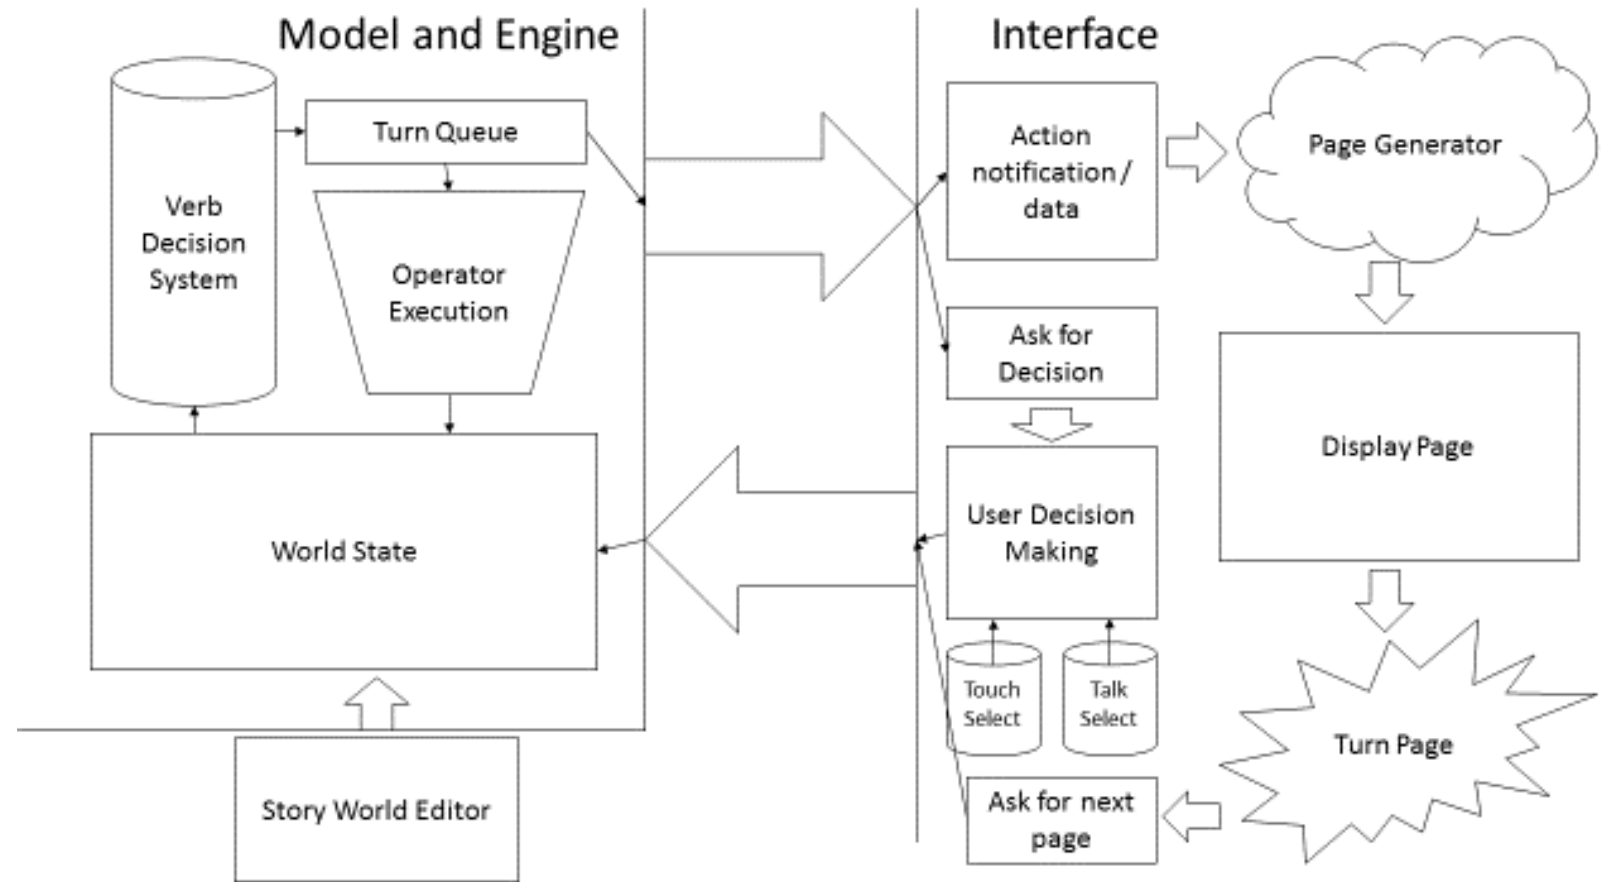 Model and Engine
Interface
Turn Queue
Verb
Decision
System
Operator
Execution
World State
Story World Editor
Action
notification /
data
Page Generator
Ask for
Decision
Display Page
User Decision
Making
Touch
Select
Talk
Select
Turn Page
Ask for next
page